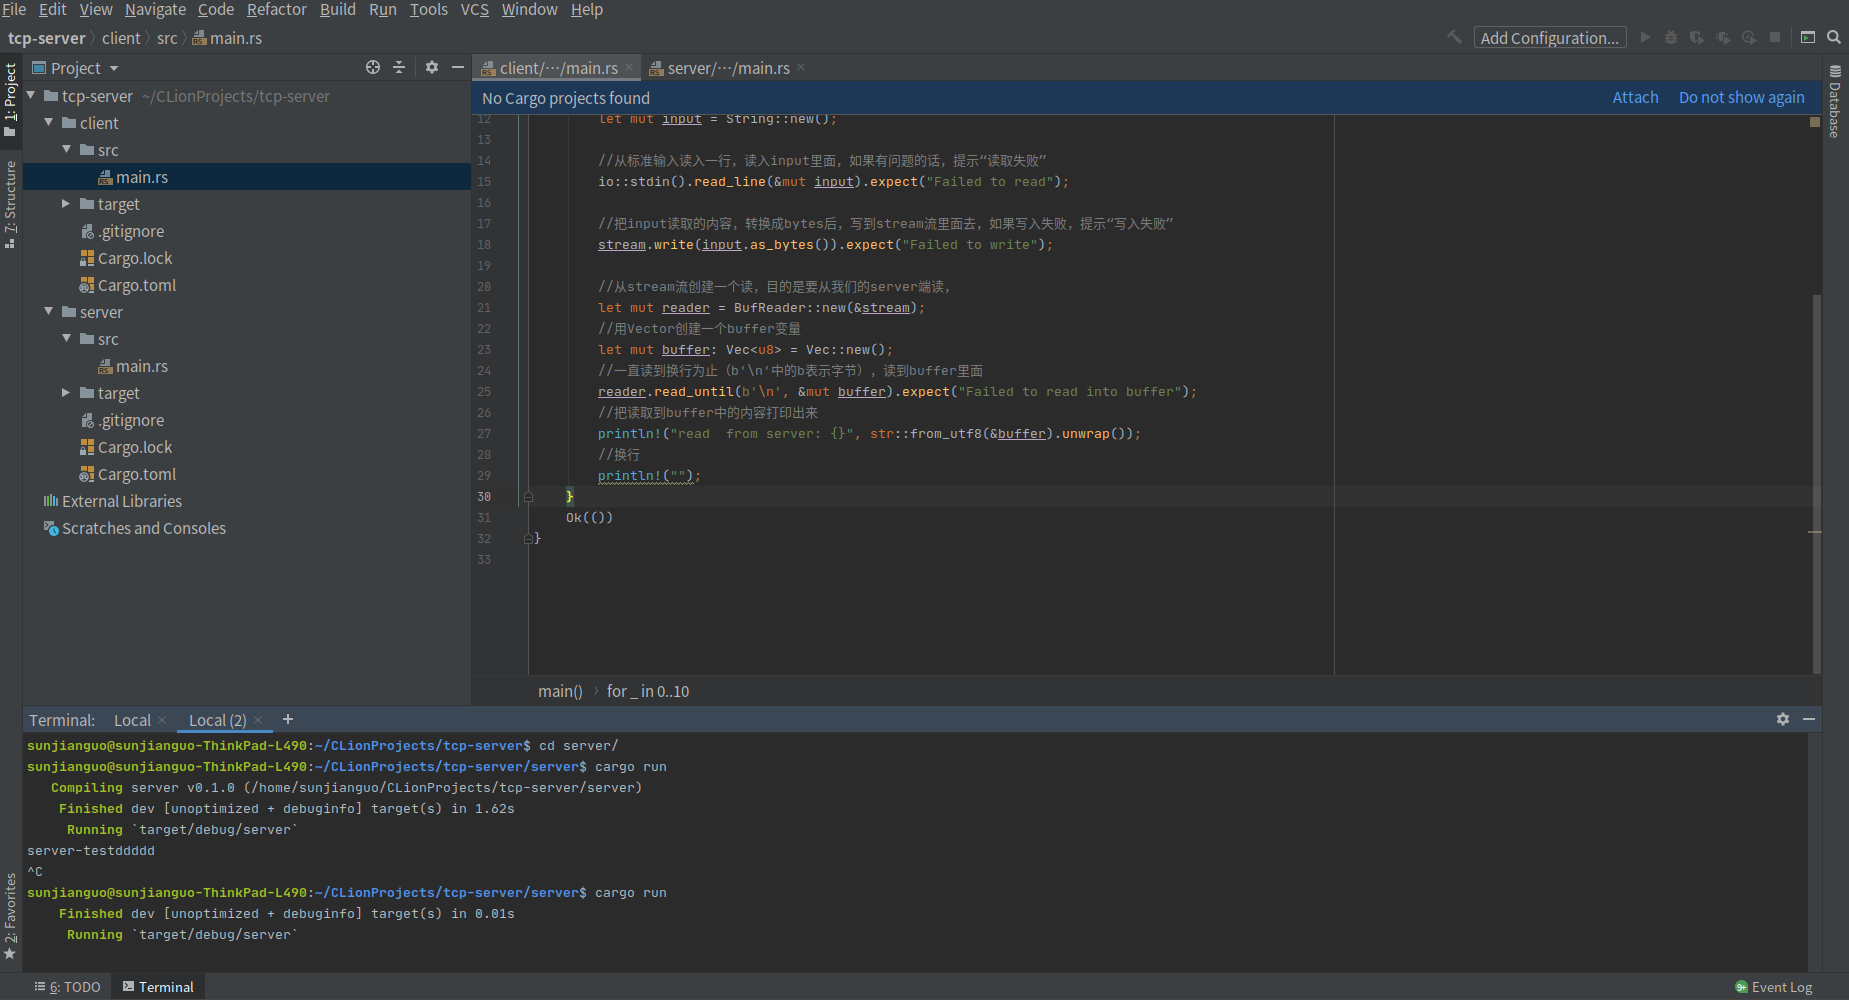 File Edit View Navigate Code Refactor Build Run Tools VCS Window Help
tcp-server client src main.rs Add Configuration...
1: Project
7: Structure
2: Favorites
Project
tcp-server ~/CLionProjects/tcp-server
client
src
main.rs
target
.gitignore
Cargo.lock
Cargo.toml
server
src
main.rs
target
.gitignore
Cargo.lock
Cargo.toml
External Libraries
Scratches and Consoles
client/···/main.rs server/···/main.rs
Database
No Cargo projects found Attach Do not show again
12 let mut input = String::new();
13
14 //从标准输入读入一行，读入input里面，如果有问题的话，提示“读取失败”
15 io::stdin().read_line(&mut input).expect("Failed to read");
16
17 //把input读取的内容，转换成bytes后，写到stream流里面去，如果写入失败，提示“写入失败”
18 stream.write(input.as_bytes()).expect("Failed to write");
19
20 //从stream流创建一个读，目的是要从我们的server端读，
21 let mut reader = BufReader::new(&stream);
22 //用Vector创建一个buffer变量
23 let mut buffer: Vec<u8> = Vec::new();
24 //一直读到换行为止（b'\n'中的b表示字节），读到buffer里面
25 reader.read_until(b'\n', &mut buffer).expect("Failed to read into buffer");
26 //把读取到buffer中的内容打印出来
27 println!("read  from server: {}", str::from_utf8(&buffer).unwrap());
28 //换行
29 println!("");
30 }
31 Ok(())
32 }
33
main() for _ in 0..10
Terminal: Local Local (2) +
sunjianguo@sunjianguo-ThinkPad-L490:~/CLionProjects/tcp-server$ cd server/
sunjianguo@sunjianguo-ThinkPad-L490:~/CLionProjects/tcp-server/server$ cargo run
Compiling server v0.1.0 (/home/sunjianguo/CLionProjects/tcp-server/server)
Finished dev [unoptimized + debuginfo] target(s) in 1.62s
Running `target/debug/server`
server-testddddd
^C
sunjianguo@sunjianguo-ThinkPad-L490:~/CLionProjects/tcp-server/server$ cargo run
Finished dev [unoptimized + debuginfo] target(s) in 0.01s
Running `target/debug/server`
6: TODO Terminal 9+ Event Log